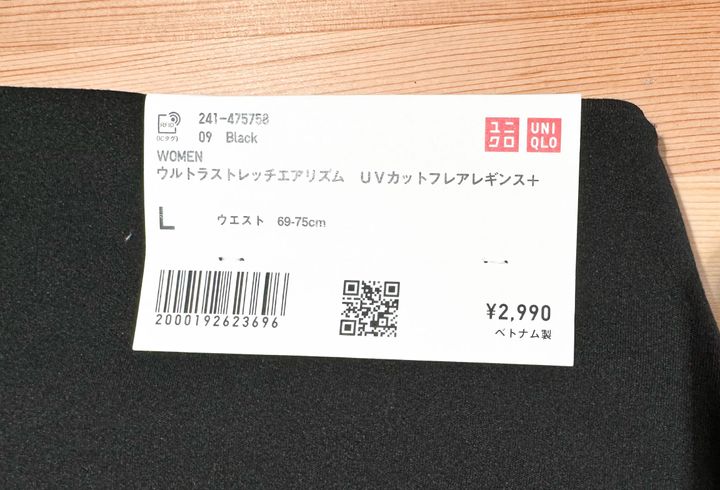 241-475758
09 Black
(ICタグ)
ユニクロ
UNIQLO
WOMEN
ウルトラストレッチエアリズム UVカットフレアレギンス+
L ウエスト 69-75cm
2000192623696
¥2,990
ベトナム製